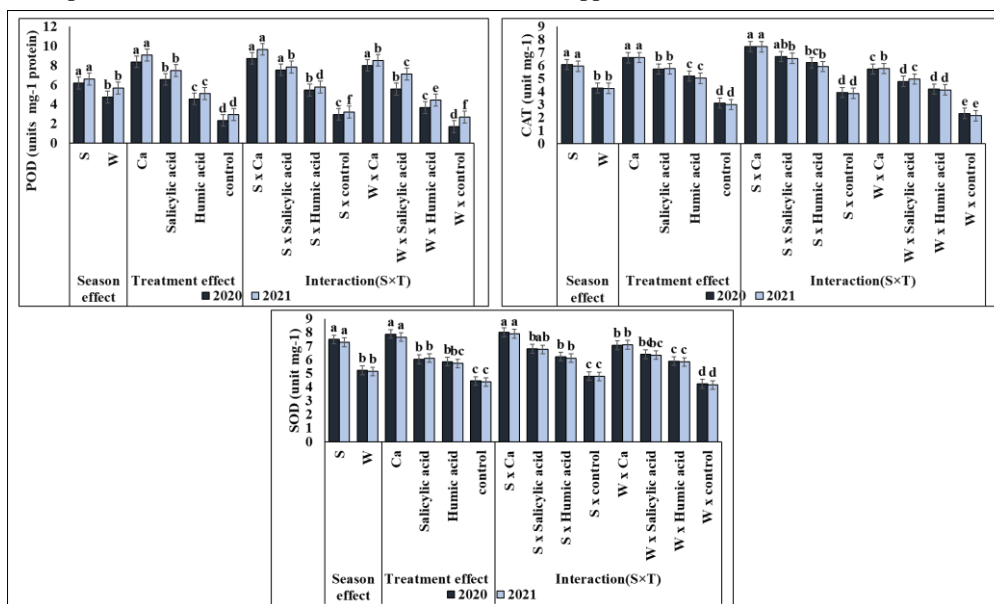 POD (units mg-1 protein)
12
10
8
6
4
2
0
a a b b
a a b b c c d d
a a a b b d c f a b b c c e d f
S
W
Ca
Salicylic acid
Humic acid
control
S x Ca
S x Salicylic acid
S x Humic acid
S x control
W x Ca
W x Salicylic acid
W x Humic acid
W x control
Season effect
Treatment effect
Interaction(S×T)
2020 2021
CAT (unit mg-1)
9
8
7
6
5
4
3
2
1
0
a a b b
a a b b c c d d
a a ab b bc b d d b b d c d d e e
S
W
Ca
Salicylic acid
Humic acid
control
S x Ca
S x Salicylic acid
S x Humic acid
S x control
W x Ca
W x Salicylic acid
W x Humic acid
W x control
Season effect
Treatment effect
Interaction(S×T)
2020 2021
SOD (unit mg-1)
9
8
7
6
5
4
3
2
1
0
a a b b
a a b b b bc c c
a a b ab b b c c b b bc bc c c d d
S
W
Ca
Salicylic acid
Humic acid
control
S x Ca
S x Salicylic acid
S x Humic acid
S x control
W x Ca
W x Salicylic acid
W x Humic acid
W x control
Season effect
Treatment effect
Interaction(S×T)
2020 2021